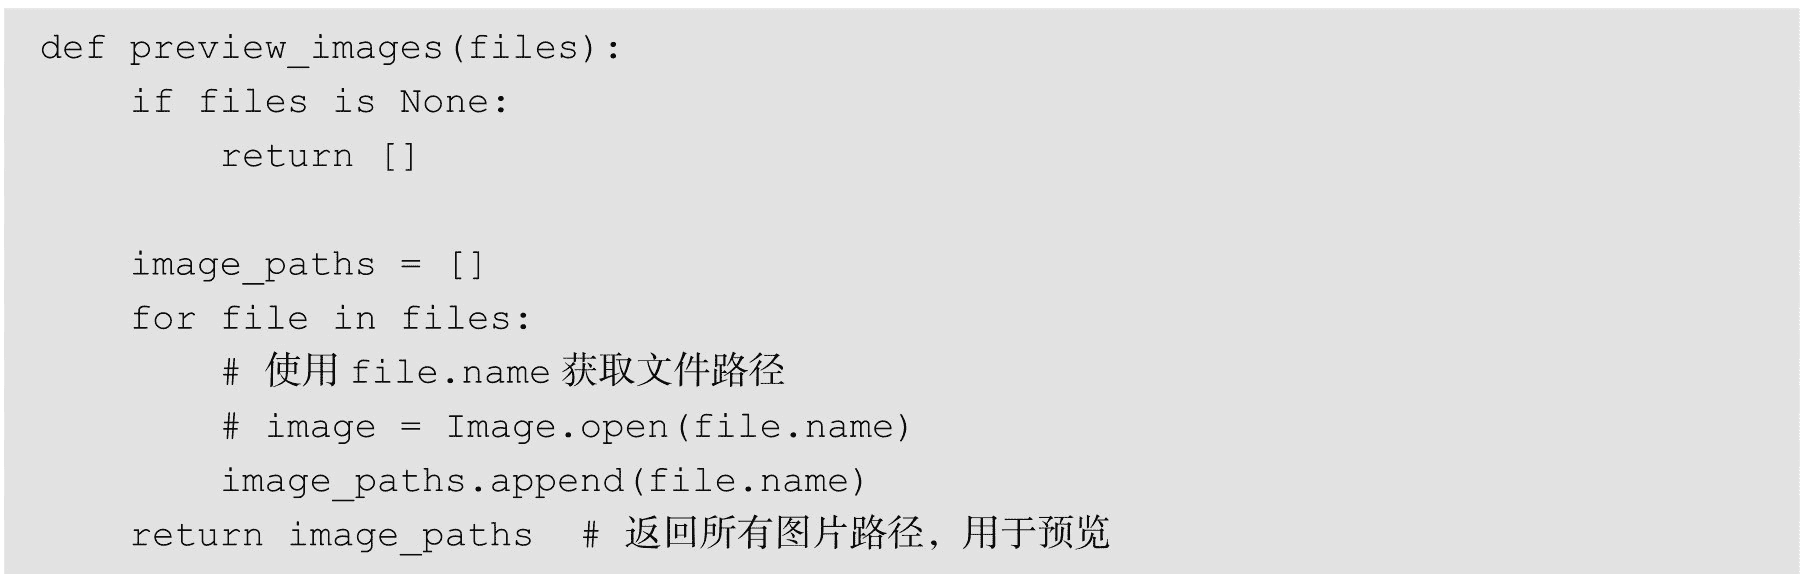 def preview_images(files):
    if files is None:
        return []

    image_paths = []
    for file in files:
        # 使用 file.name 获取文件路径
        # image = Image.open(file.name)
        image_paths.append(file.name)
    return image_paths  # 返回所有图片路径，用于预览